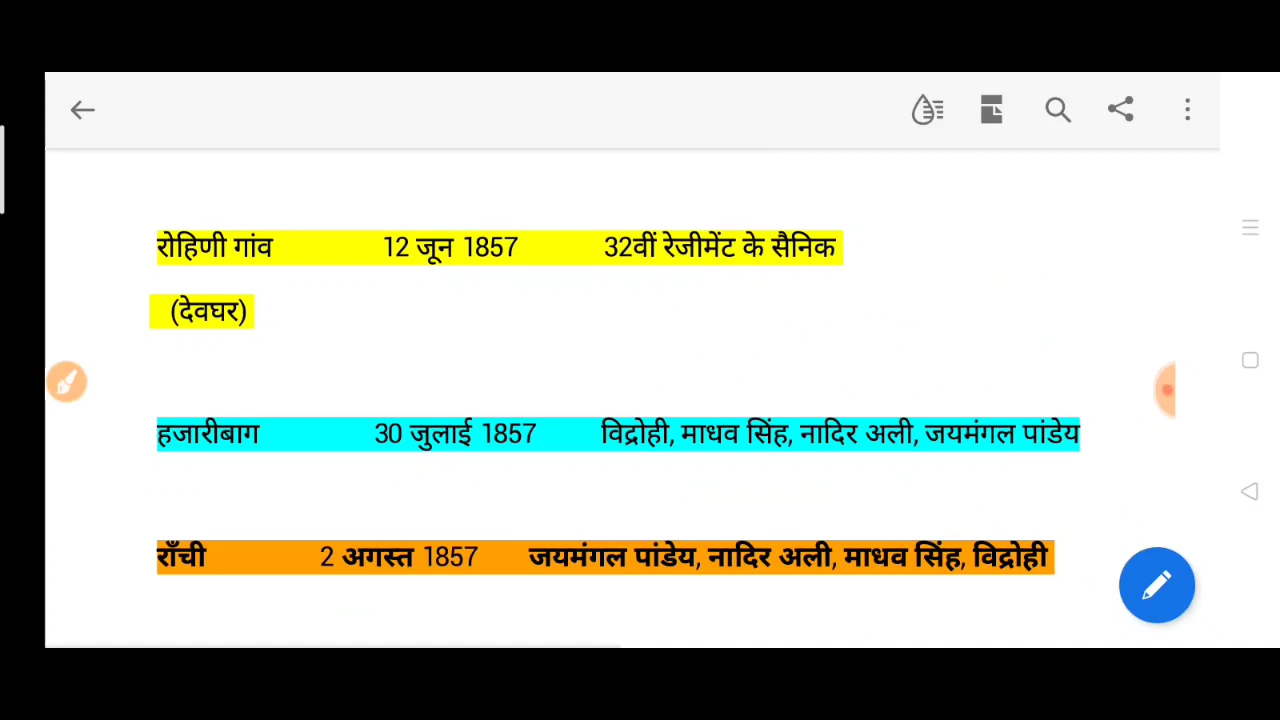 रोहिणी गांव 12 जून 1857 32वीं रेजीमेंट के सैनिक
(देवघर)
हजारीबाग 30 जुलाई 1857 विद्रोही, माधव सिंह, नादिर अली, जयमंगल पांडेय
राँची 2 अगस्त 1857 जयमंगल पांडेय, नादिर अली, माधव सिंह, विद्रोही